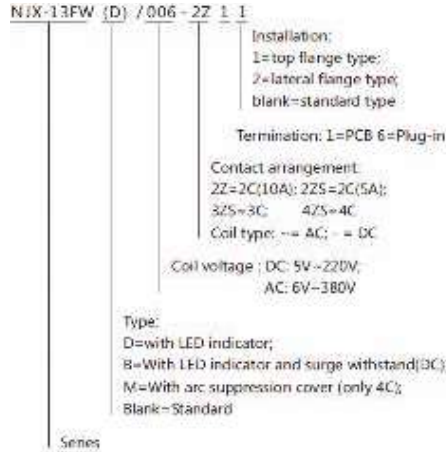 NJX-13FW (D) / 006 - 2Z 1 1
Installation:
1=top flange type;
2=lateral flange type;
blank=standard type
Termination: 1=PCB 6=Plug-in
Contact arrangement:
2Z=2C(10A); 2ZS=2C(5A);
3ZS=3C; 4ZS=4C
Coil type: ~= AC; - = DC
Coil voltage : DC: 5V~220V;
AC: 6V~380V
Type:
D=with LED indicator;
B=With LED indicator and surge withstand(DC)
M=With arc suppression cover (only 4C);
Blank=Standard
Series